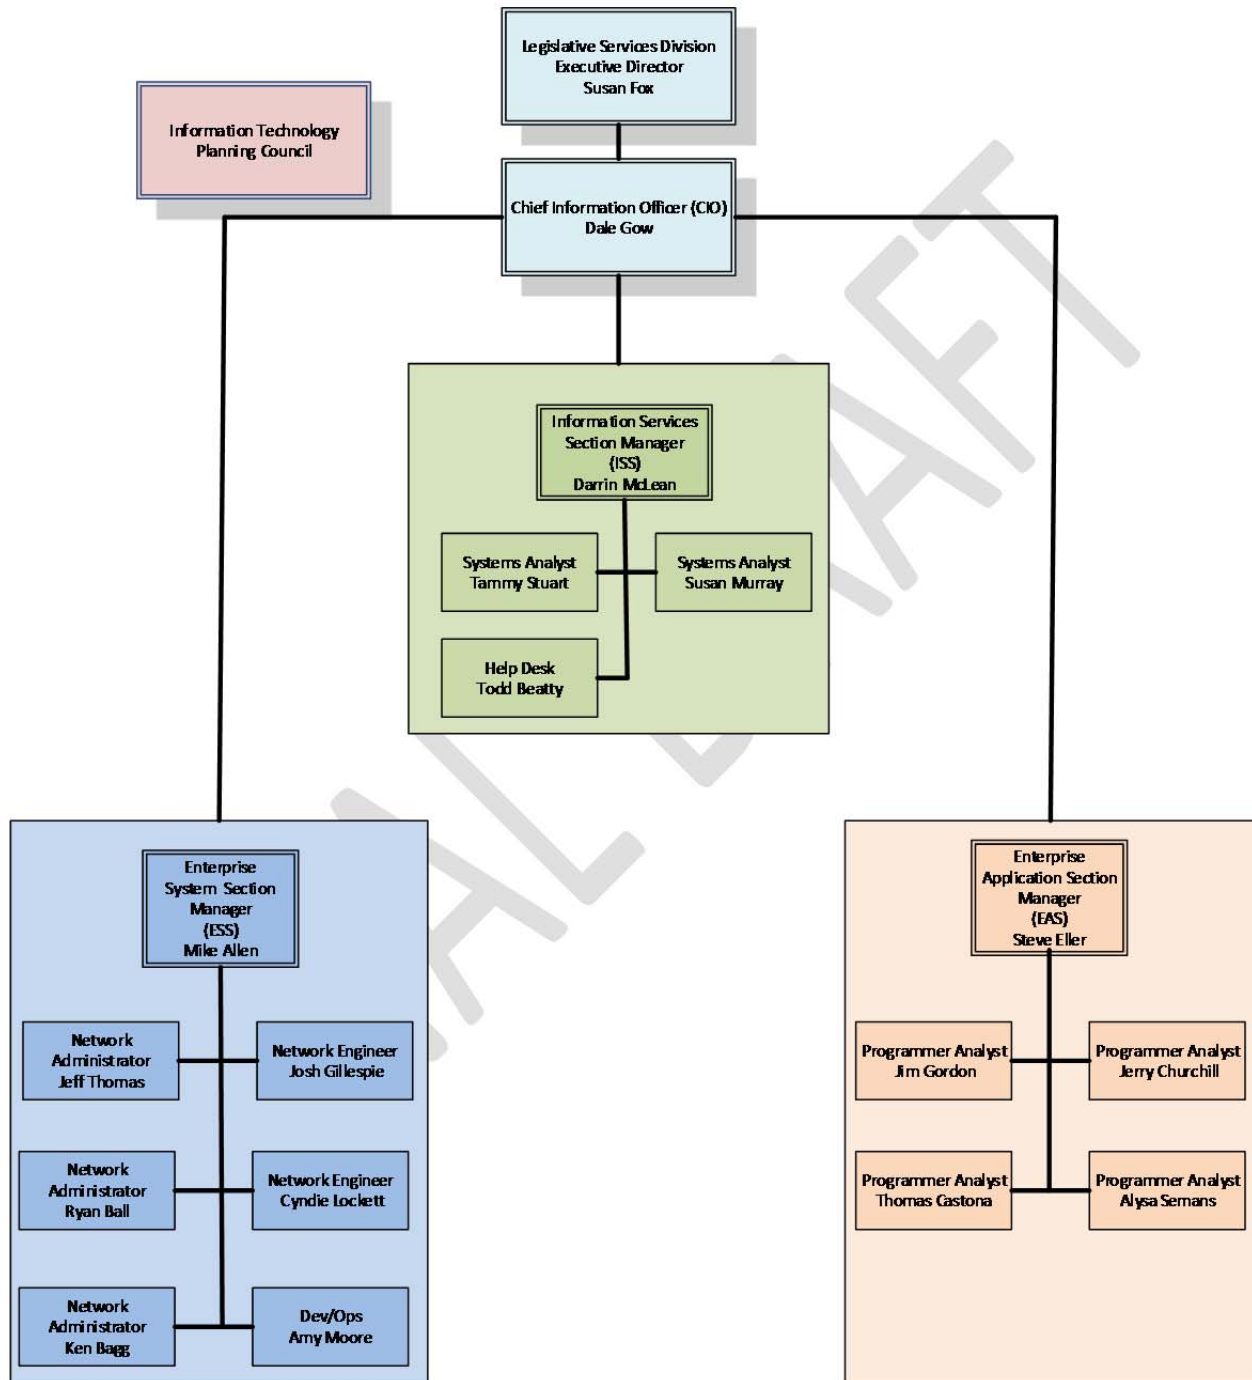 Legislative Services Division
Executive Director
Susan Fox
Information Technology
Planning Council
Chief Information Officer (CIO)
Dale Gow
Information Services
Section Manager
(ISS)
Darrin McLean
Systems Analyst
Tammy Stuart
Systems Analyst
Susan Murray
Help Desk
Todd Beatty
Enterprise
System Section
Manager
(ESS)
Mike Allen
Network
Administrator
Jeff Thomas
Network Engineer
Josh Gillespie
Network
Administrator
Ryan Ball
Network Engineer
Cyndie Lockett
Network
Administrator
Ken Bagg
Dev/Ops
Amy Moore
Enterprise
Application Section
Manager
(EAS)
Steve Eller
Programmer Analyst
Jim Gordon
Programmer Analyst
Jerry Churchill
Programmer Analyst
Thomas Castona
Programmer Analyst
Alysa Semans